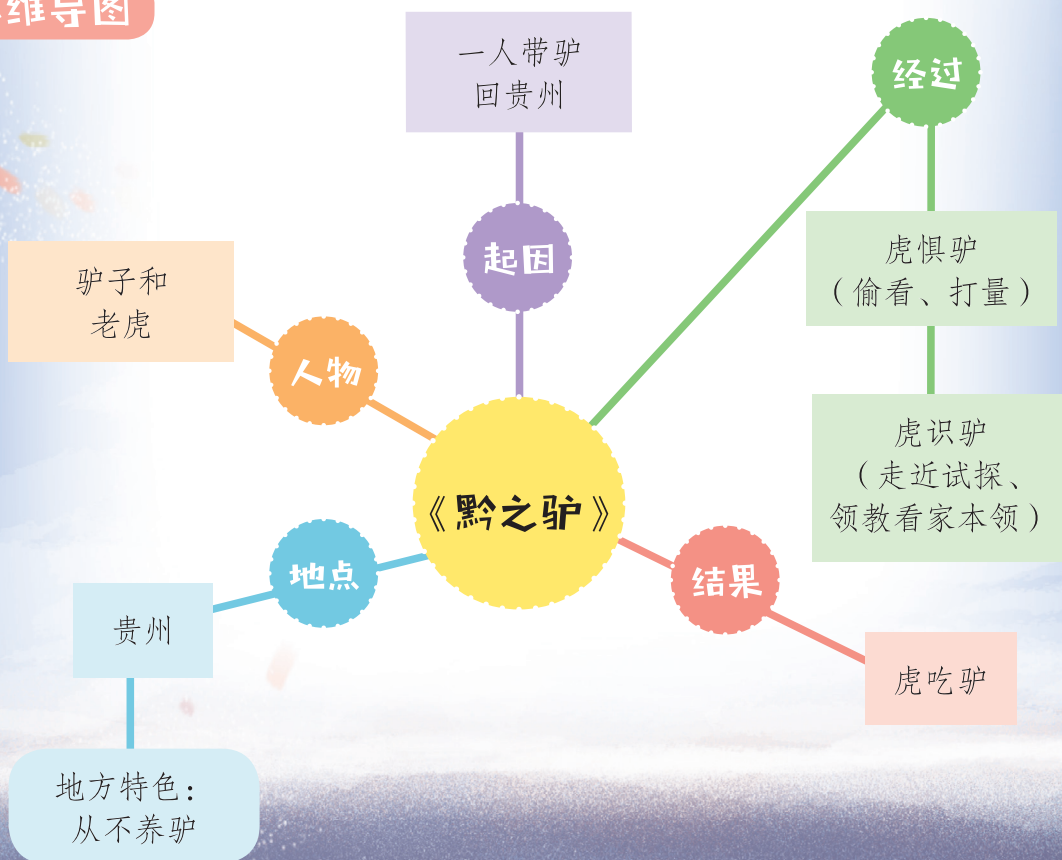 维导图
一人带驴
回贵州
经过
起因
虎惧驴
（偷看、打量）
驴子和
老虎
人物
虎识驴
（走近试探、
领教看家本领）
《黔之驴》
地点
结果
贵州
虎吃驴
地方特色：
从不养驴